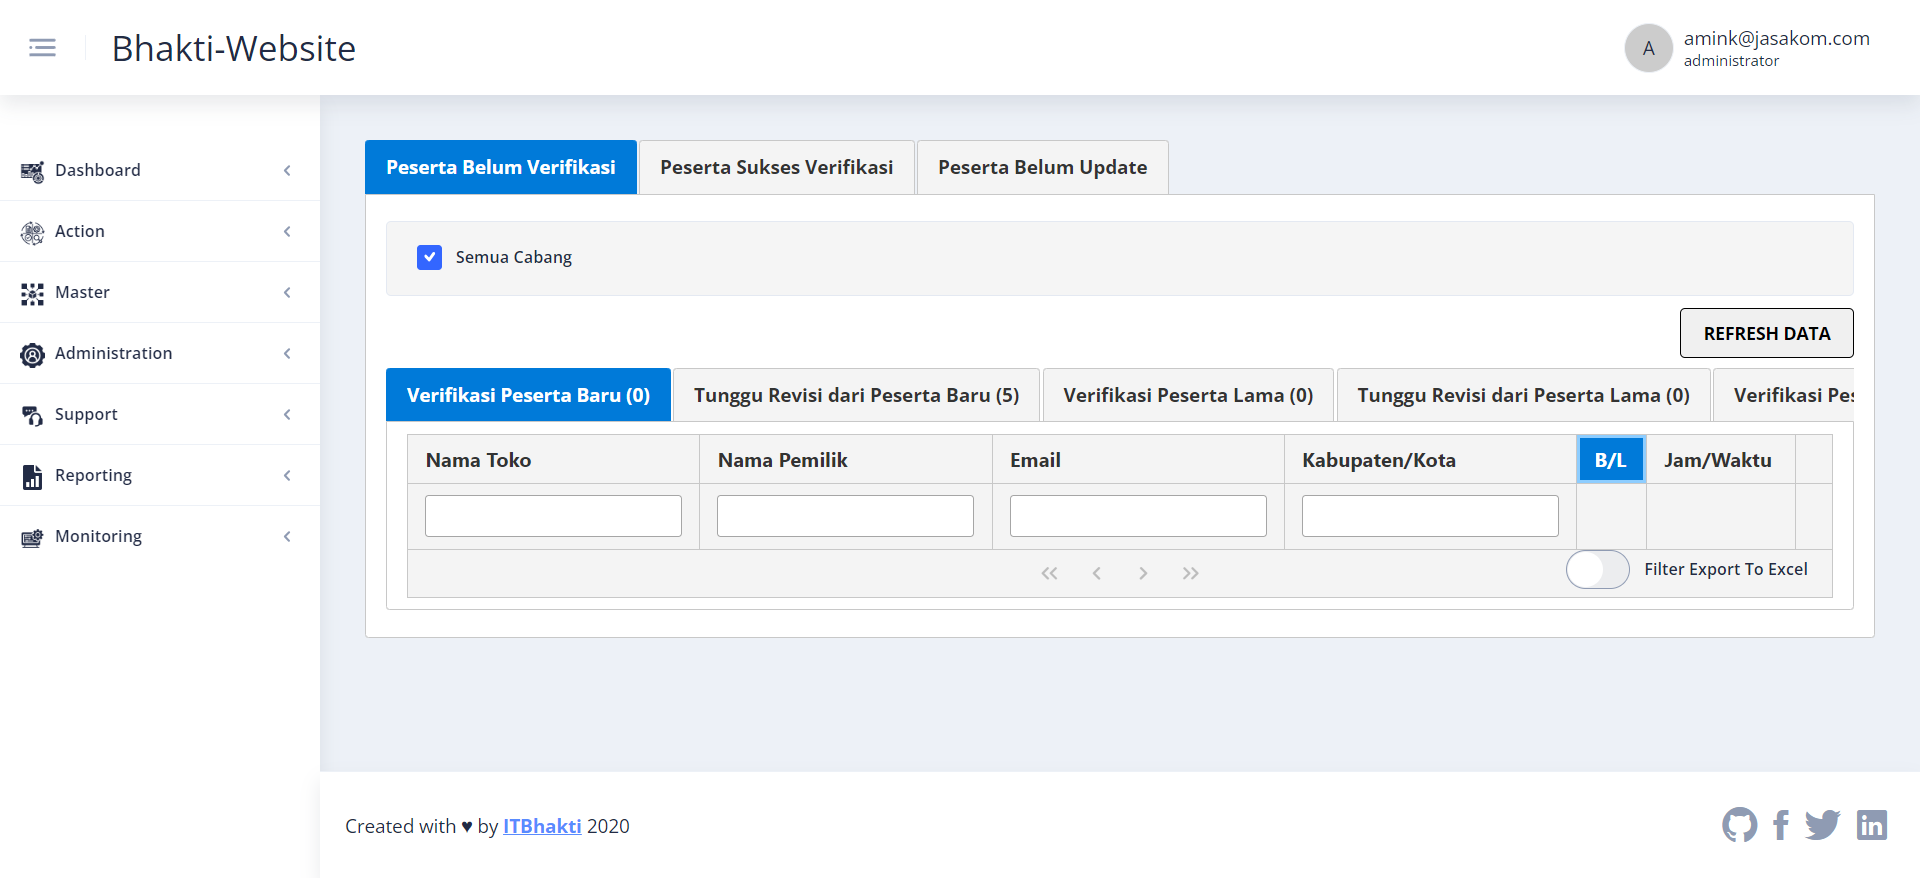 Bhakti-Website
A
amink@jasakom.com
administrator
Dashboard
Action
Master
Administration
Support
Reporting
Monitoring
Peserta Belum Verifikasi
Peserta Sukses Verifikasi
Peserta Belum Update
Semua Cabang
REFRESH DATA
Verifikasi Peserta Baru (0)
Tunggu Revisi dari Peserta Baru (5)
Verifikasi Peserta Lama (0)
Tunggu Revisi dari Peserta Lama (0)
Verifikasi
Nama Toko
Nama Pemilik
Email
Kabupaten/Kota
B/L
Jam/Waktu
Filter Export To Excel
Created with ♥ by ITBhakti 2020